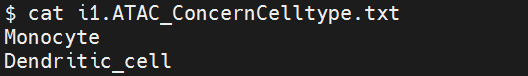 $ cat i1.ATAC_ConcernCelltype.txt
Monocyte
Dendritic_cell